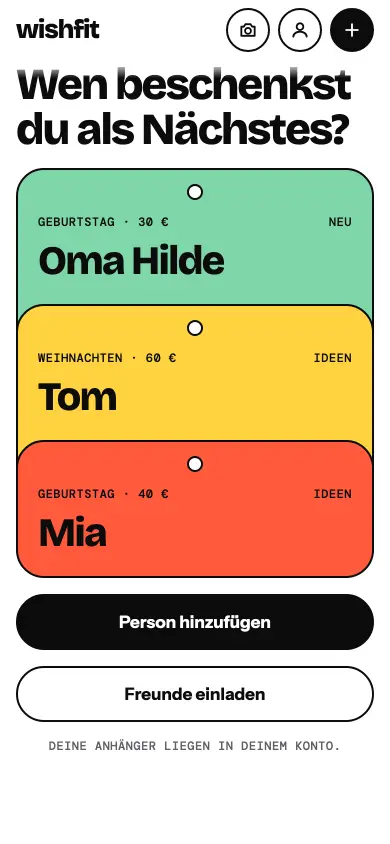 wishfit
Wen beschenkst
du als Nächstes?
GEBURTSTAG · 30 € NEU
Oma Hilde
WEIHNACHTEN · 60 € IDEEN
Tom
GEBURTSTAG · 40 € IDEEN
Mia
Person hinzufügen
Freunde einladen
DEINE ANHÄNGER LIEGEN IN DEINEM KONTO.